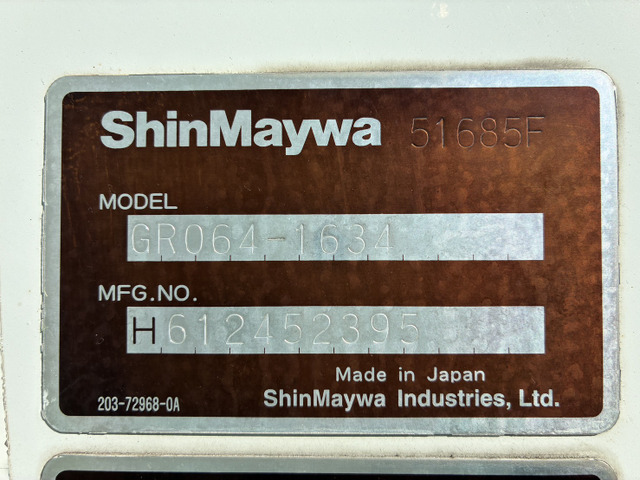 ShinMaywa 51685F
MODEL
GR064-1634
MFG.NO.
H612452395
Made in Japan
203-72968-0A ShinMaywa Industries, Ltd.